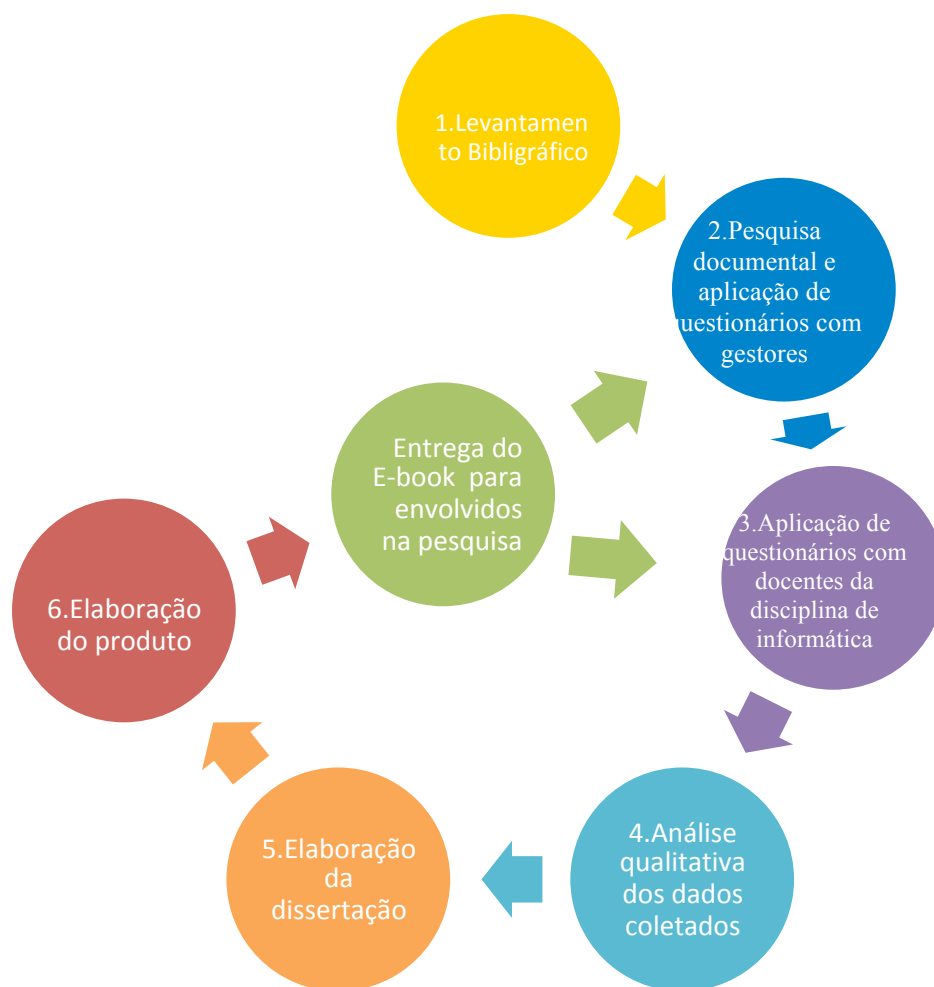 1.Levantamen
to Bibligráfico
2.Pesquisa
documental e
aplicação de
questionários com
gestores
3.Aplicação de
questionários com
docentes da
disciplina de
informática
4.Análise
qualitativa
dos dados
coletados
5.Elaboração
da
dissertação
6.Elaboração
do produto
Entrega do
E-book para
envolvidos
na pesquisa